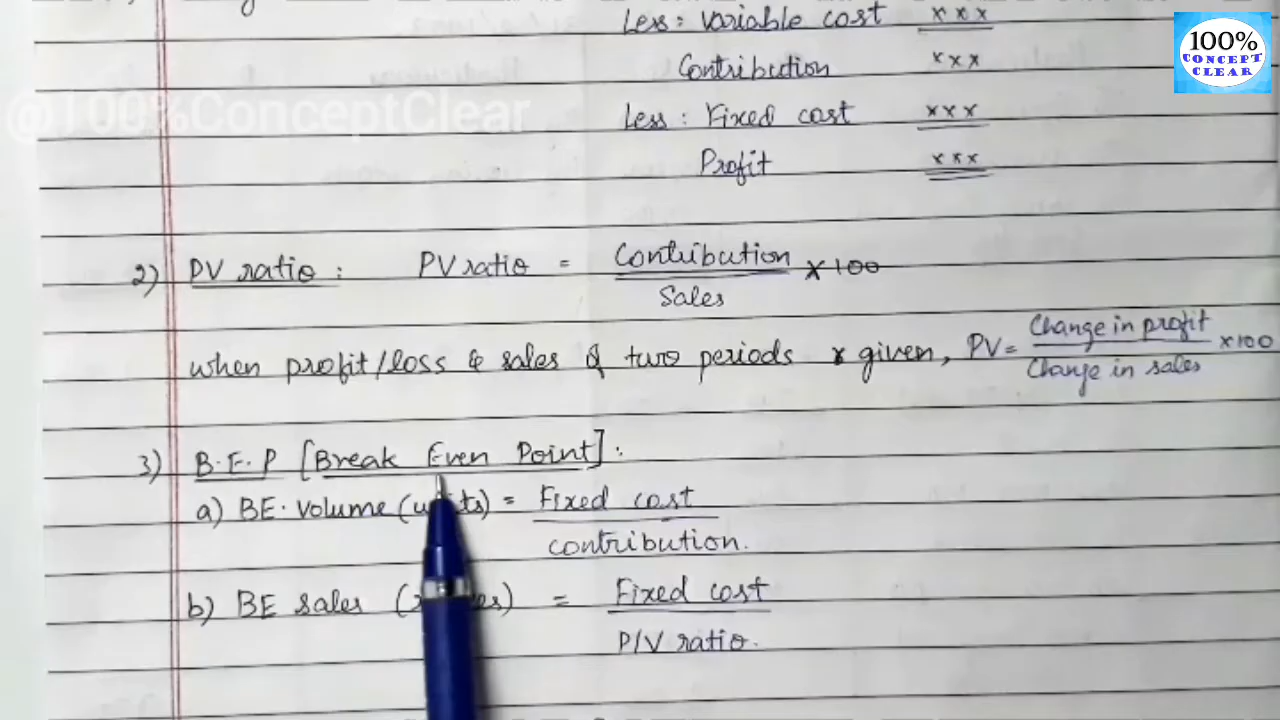 Less : Variable cost xxx
100%
CONCEPT
CLEAR
Contribution xxx
@100%ConceptClear
Less : Fixed cost xxx
Profit xxx
2) PV ratio : PV ratio = Contribution / Sales x 100
when profit/loss & sales of two periods r given, PV = Change in profit / Change in sales x100
3) B.E.P [Break Even Point] :
a) BE. volume (units) = Fixed cost / contribution.
b) BE sales = Fixed cost / P/V ratio.